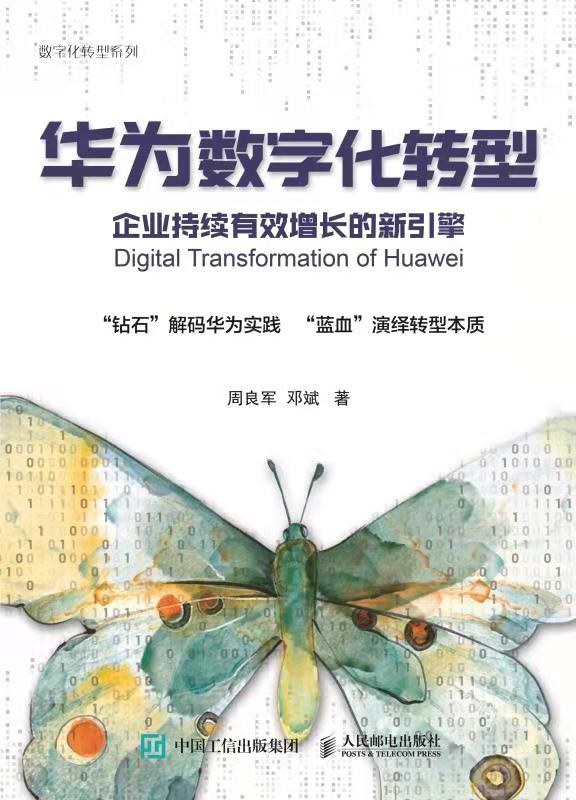 数字化转型系列
华为数字化转型
企业持续有效增长的新引擎
Digital Transformation of Huawei
“钻石”解码华为实践 “蓝血”演绎转型本质
周良军 邓斌 著
中国工信出版集团
人民邮电出版社
POSTS & TELECOM PRESS